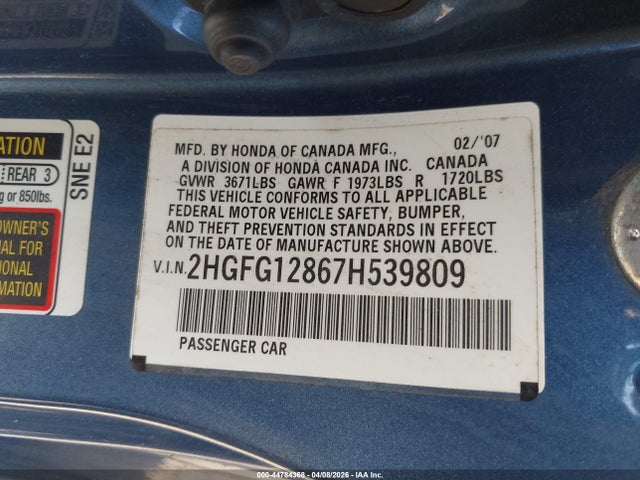 ATION
REAR 3
g or 850lbs.
OWNER'S
AL FOR
IONAL
RMATION
SNE E2
MFD. BY HONDA OF CANADA MFG., 02/'07
A DIVISION OF HONDA CANADA INC. CANADA
GVWR 3671LBS GAWR F 1973LBS R 1720LBS
THIS VEHICLE CONFORMS TO ALL APPLICABLE
FEDERAL MOTOR VEHICLE SAFETY, BUMPER,
AND THEFT PREVENTION STANDARDS IN EFFECT
ON THE DATE OF MANUFACTURE SHOWN ABOVE.
V.I.N. 2HGFG12867H539809
PASSENGER CAR
000-44784368 - 04/08/2026 - IAA Inc.